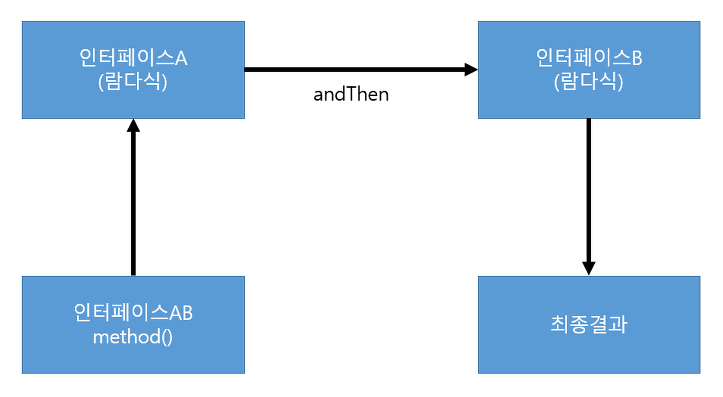 인터페이스A
(람다식)
andThen
인터페이스B
(람다식)
인터페이스AB
method()
최종결과